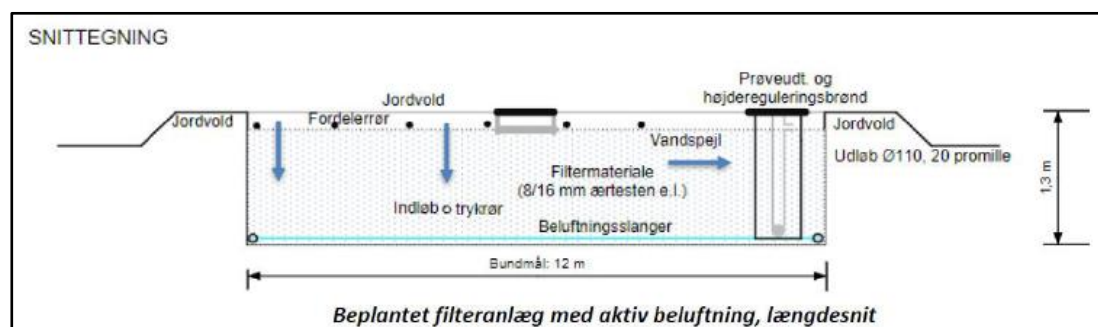 SNITTEGNING
Prøveudt. og
højdereguleringsbrønd
Jordvold
Jordvold
Fordelerrør
Jordvold
Vandspejl
Udløb Ø110, 20 promille
Filtermateriale
(8/16 mm ærtesten e.l.)
1,3 m
Indløb trykrør
Beluftningsslanger
Bundmål: 12 m
Beplantet filteranlæg med aktiv beluftning, længdesnit